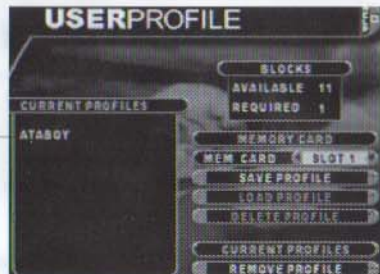 USERPROFILE
BLOCKS
AVAILABLE 11
REQUIRED 1
CURRENT PROFILES
ATABOY
MEMORY CARD
MEM CARD SLOT 1
SAVE PROFILE
LOAD PROFILE
DELETE PROFILE
CURRENT PROFILES
REMOVE PROFILE